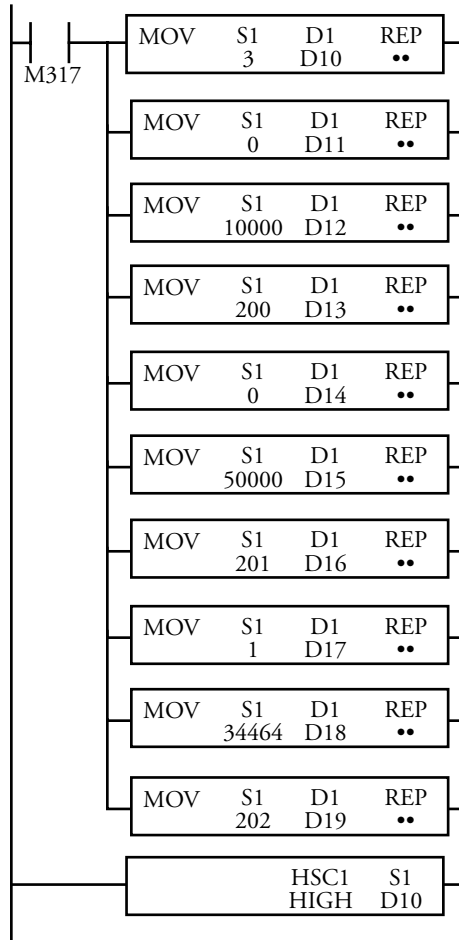 MOV S1 D1 REP
3 D10 ••
M317
MOV S1 D1 REP
0 D11 ••
MOV S1 D1 REP
10000 D12 ••
MOV S1 D1 REP
200 D13 ••
MOV S1 D1 REP
0 D14 ••
MOV S1 D1 REP
50000 D15 ••
MOV S1 D1 REP
201 D16 ••
MOV S1 D1 REP
1 D17 ••
MOV S1 D1 REP
34464 D18 ••
MOV S1 D1 REP
202 D19 ••
HSC1 S1
HIGH D10